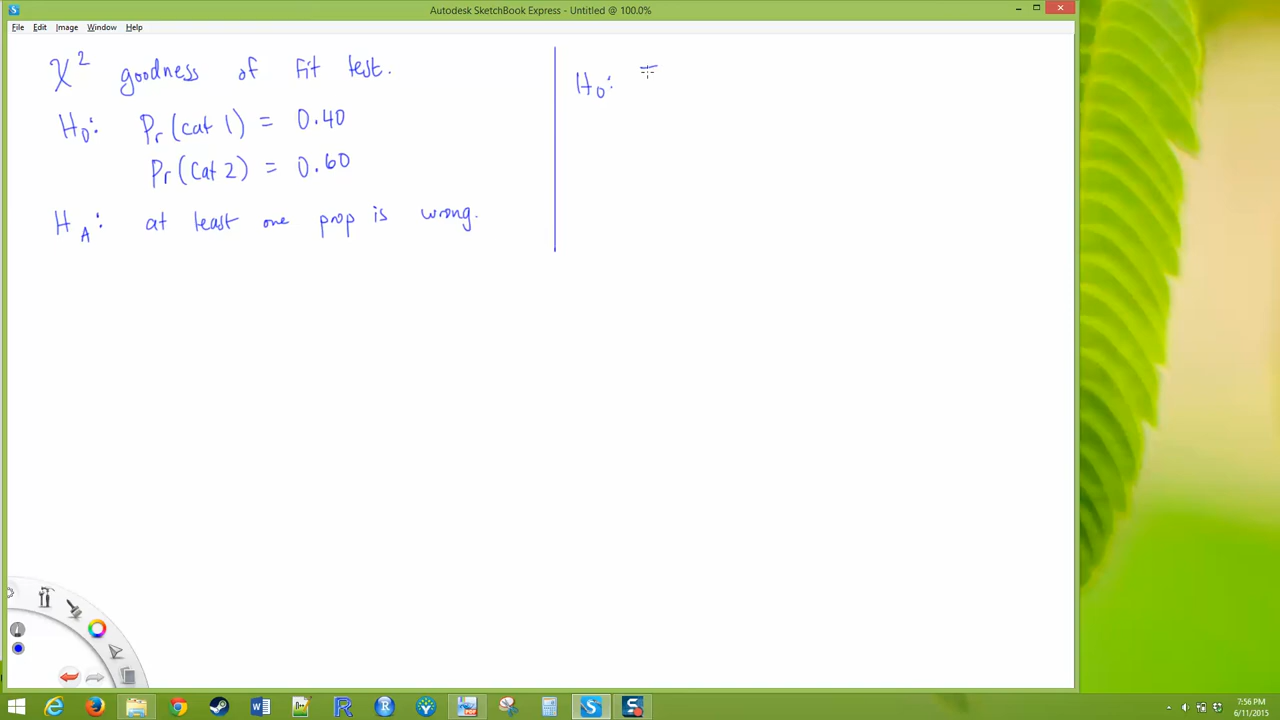 Autodesk SketchBook Express - Untitled @ 100.0%
File Edit Image Window Help
χ² goodness of fit test.
H₀: Pr(cat 1) = 0.40
Pr(Cat 2) = 0.60
H_A: at least one prop is wrong.
H₀:
7:56 PM
6/11/2015